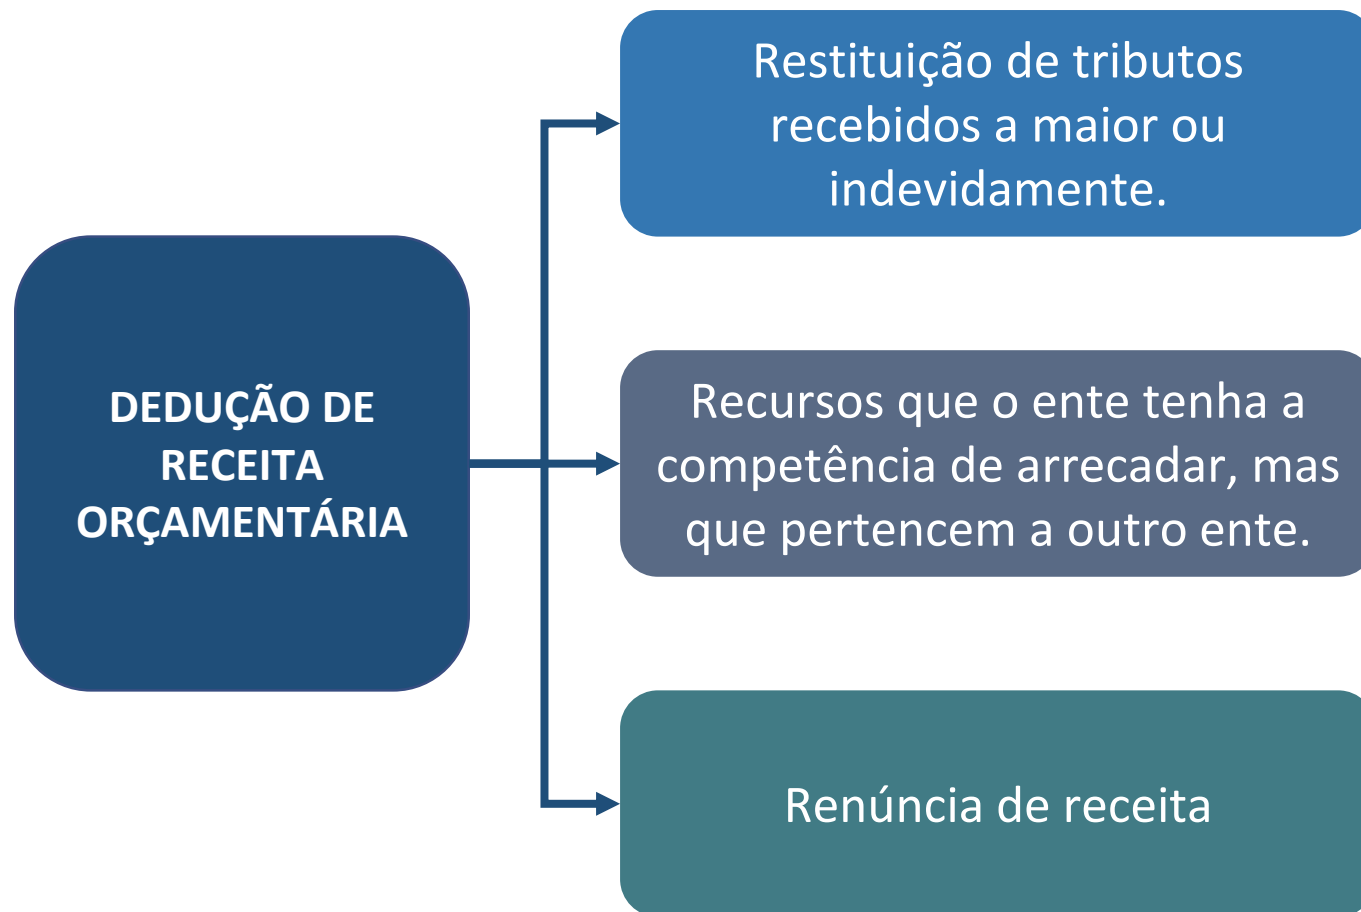 Restituição de tributos
recebidos a maior ou
indevidamente.
DEDUÇÃO DE
RECEITA
ORÇAMENTÁRIA
Recursos que o ente tenha a
competência de arrecadar, mas
que pertencem a outro ente.
Renúncia de receita